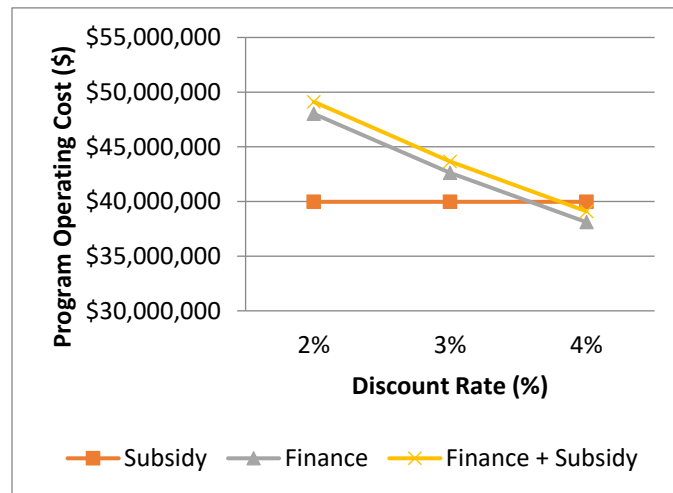 Program Operating Cost ($)
$55,000,000
$50,000,000
$45,000,000
$40,000,000
$35,000,000
$30,000,000
2% 3% 4%
Discount Rate (%)
Subsidy Finance Finance + Subsidy